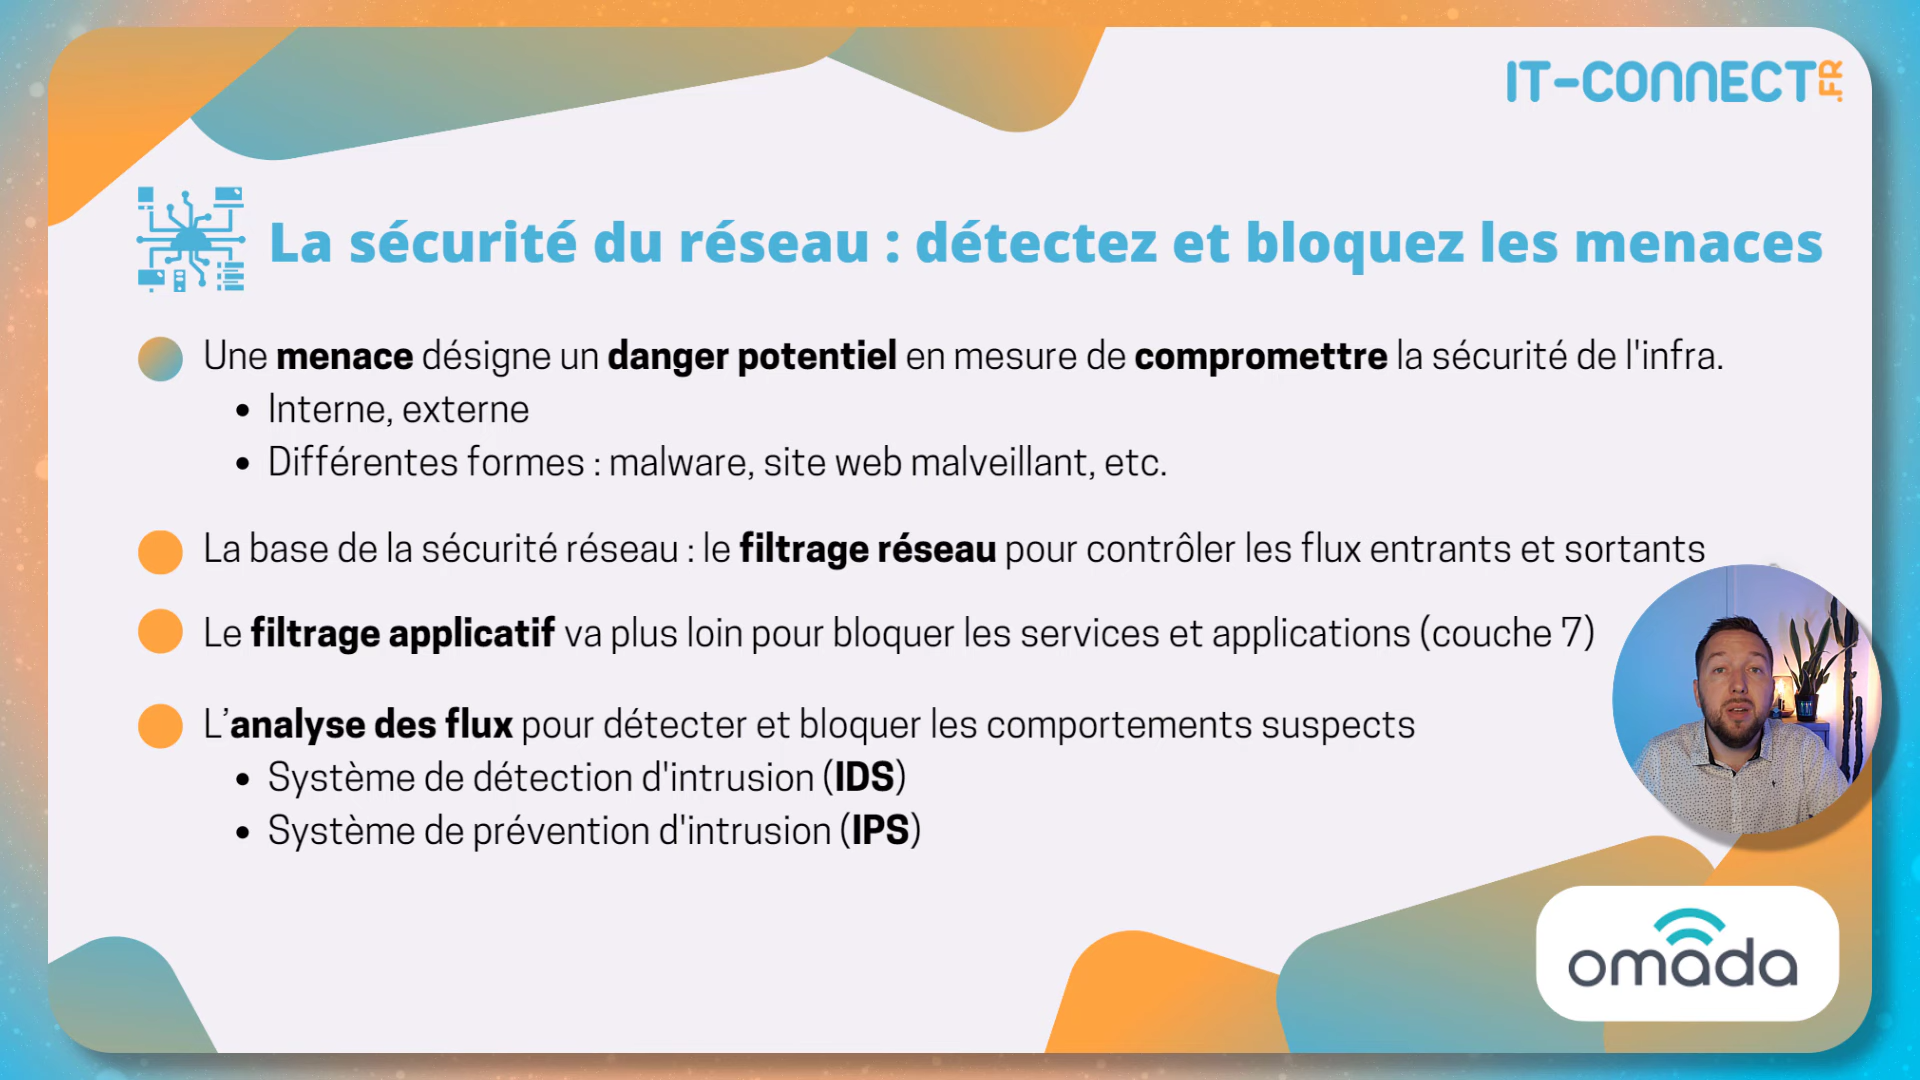 IT-CONNECT.FR
La sécurité du réseau : détectez et bloquez les menaces
Une menace désigne un danger potentiel en mesure de compromettre la sécurité de l'infra.
• Interne, externe
• Différentes formes : malware, site web malveillant, etc.
La base de la sécurité réseau : le filtrage réseau pour contrôler les flux entrants et sortants
Le filtrage applicatif va plus loin pour bloquer les services et applications (couche 7)
L’analyse des flux pour détecter et bloquer les comportements suspects
• Système de détection d'intrusion (IDS)
• Système de prévention d'intrusion (IPS)
omada